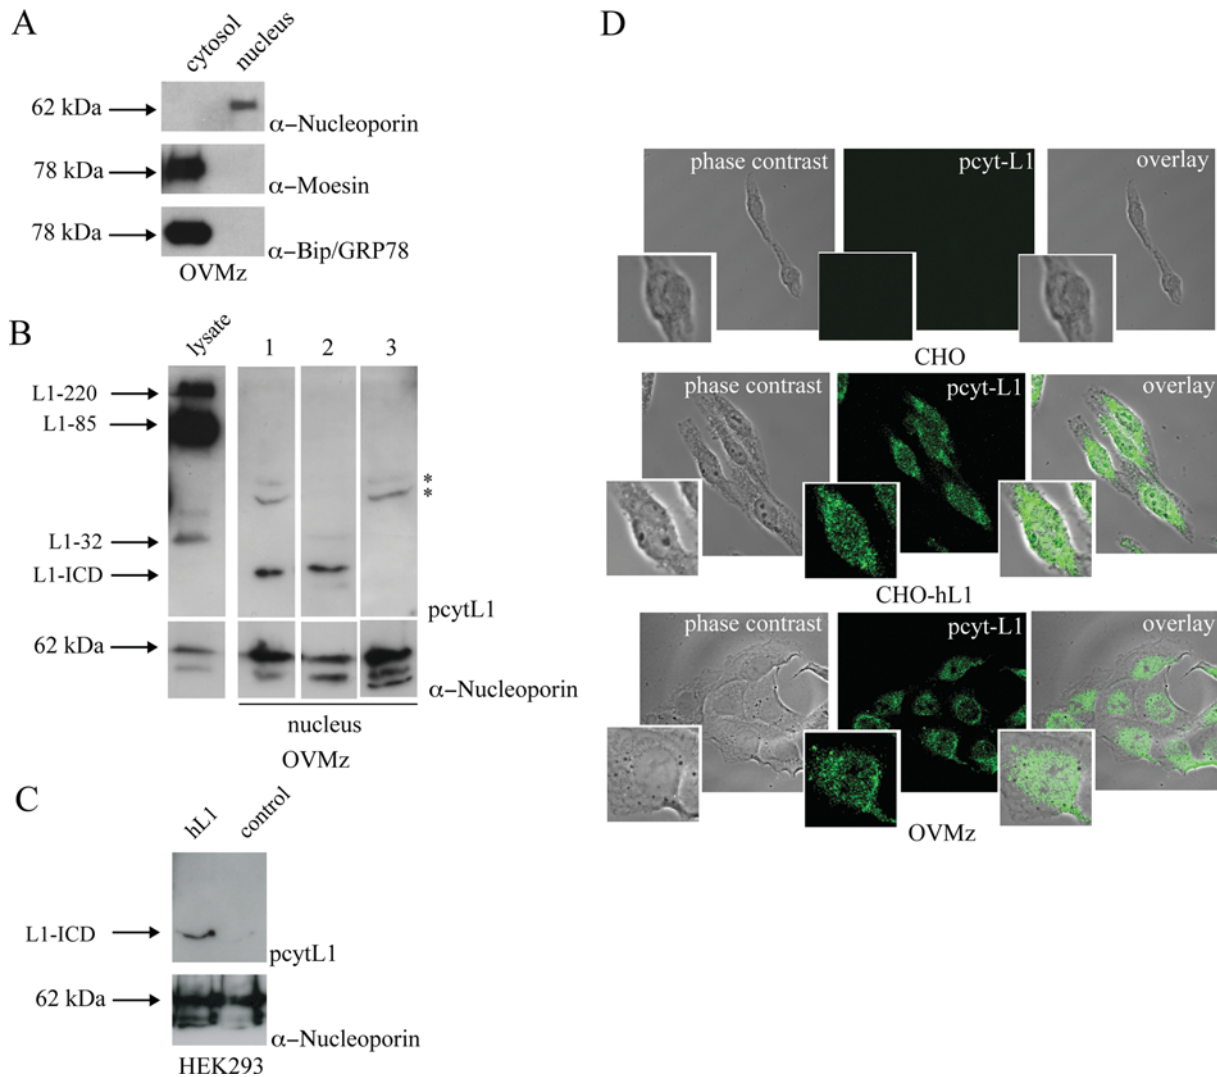 A
cytosol nucleus
62 kDa
α–Nucleoporin
78 kDa
α–Moesin
78 kDa
α–Bip/GRP78
OVMz
B
lysate 1 2 3
L1-220
L1-85
*
*
L1-32
L1-ICD
pcytL1
62 kDa
α–Nucleoporin
nucleus
OVMz
C
hL1 control
L1-ICD
pcytL1
62 kDa
α–Nucleoporin
HEK293
D
phase contrast pcyt-L1 overlay
CHO
phase contrast pcyt-L1 overlay
CHO-hL1
phase contrast pcyt-L1 overlay
OVMz